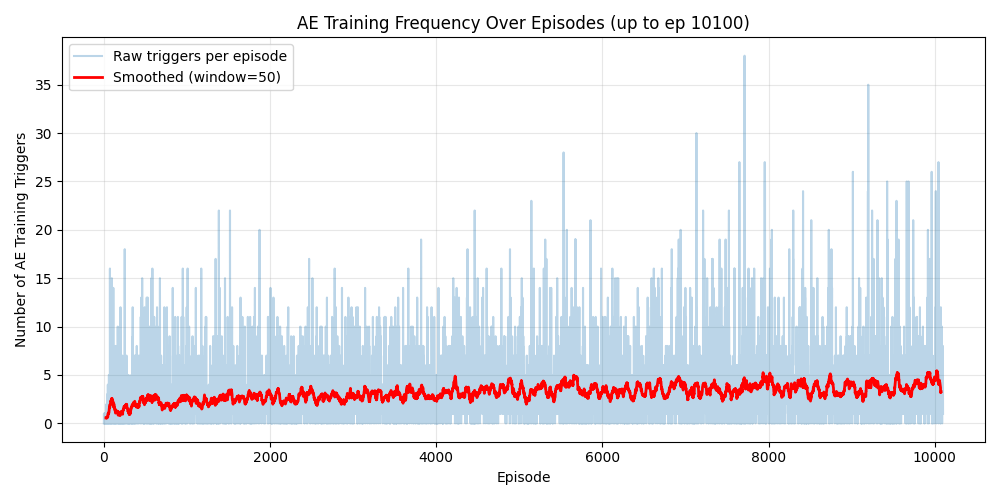 AE Training Frequency Over Episodes (up to ep 10100)
Raw triggers per episode
Smoothed (window=50)
Number of AE Training Triggers
35
30
25
20
15
10
5
0
0 2000 4000 6000 8000 10000
Episode